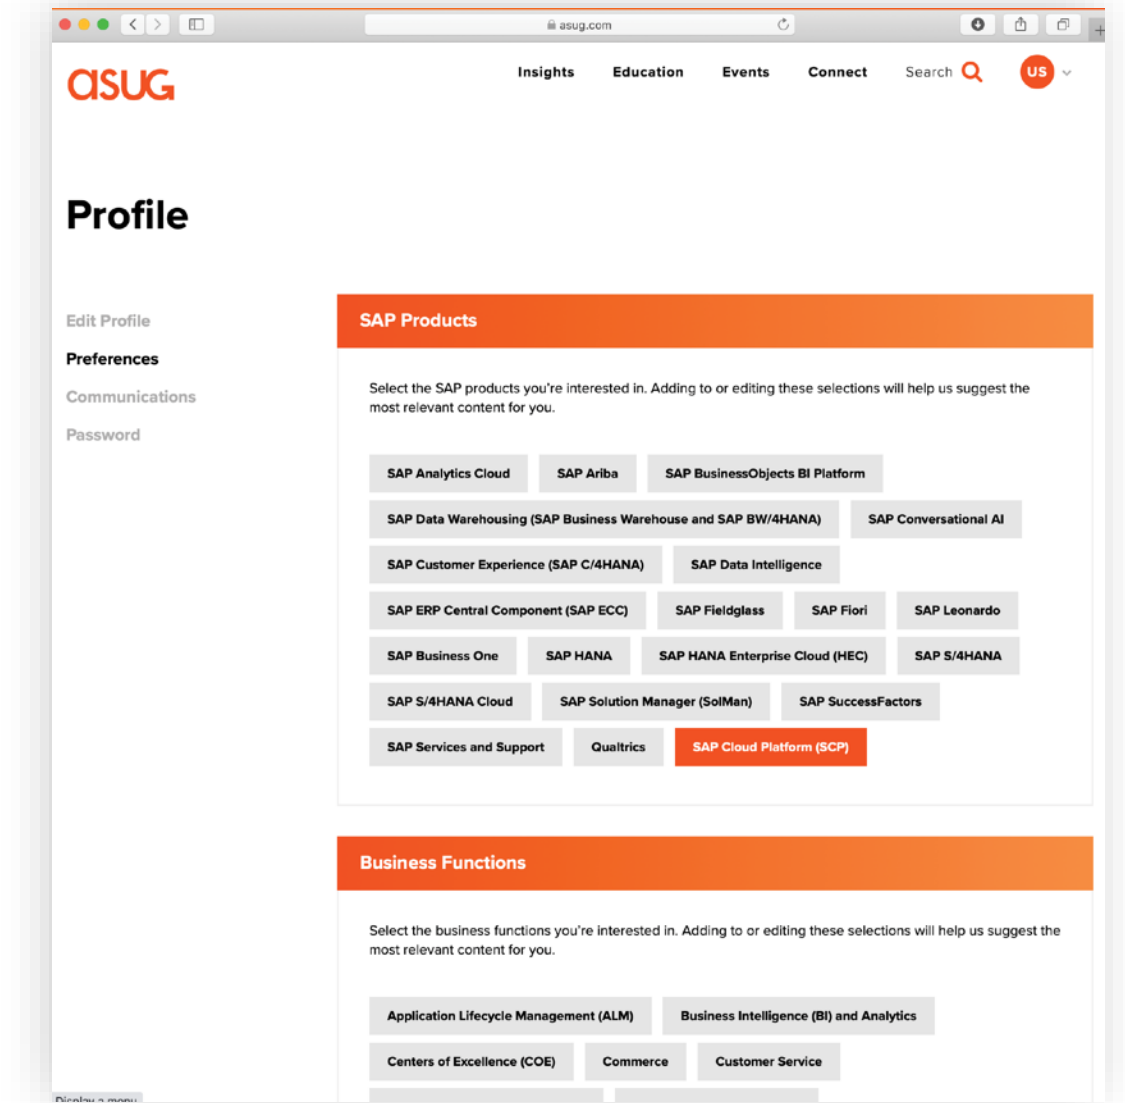 asug.com
asug
Insights Education Events Connect Search US
Profile
Edit Profile
Preferences
Communications
Password
SAP Products
Select the SAP products you're interested in. Adding to or editing these selections will help us suggest the
most relevant content for you.
SAP Analytics Cloud SAP Ariba SAP BusinessObjects BI Platform
SAP Data Warehousing (SAP Business Warehouse and SAP BW/4HANA) SAP Conversational AI
SAP Customer Experience (SAP C/4HANA) SAP Data Intelligence
SAP ERP Central Component (SAP ECC) SAP Fieldglass SAP Fiori SAP Leonardo
SAP Business One SAP HANA SAP HANA Enterprise Cloud (HEC) SAP S/4HANA
SAP S/4HANA Cloud SAP Solution Manager (SolMan) SAP SuccessFactors
SAP Services and Support Qualtrics SAP Cloud Platform (SCP)
Business Functions
Select the business functions you're interested in. Adding to or editing these selections will help us suggest the
most relevant content for you.
Application Lifecycle Management (ALM) Business Intelligence (BI) and Analytics
Centers of Excellence (COE) Commerce Customer Service
Display a menu